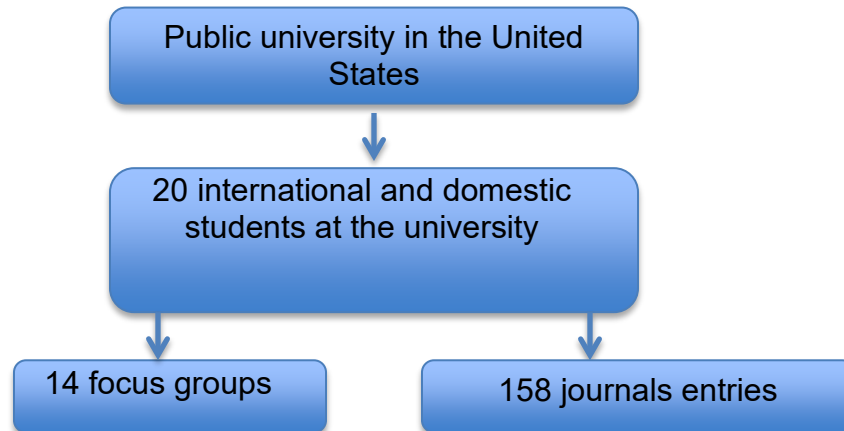 Public university in the United
States
20 international and domestic
students at the university
14 focus groups
158 journals entries